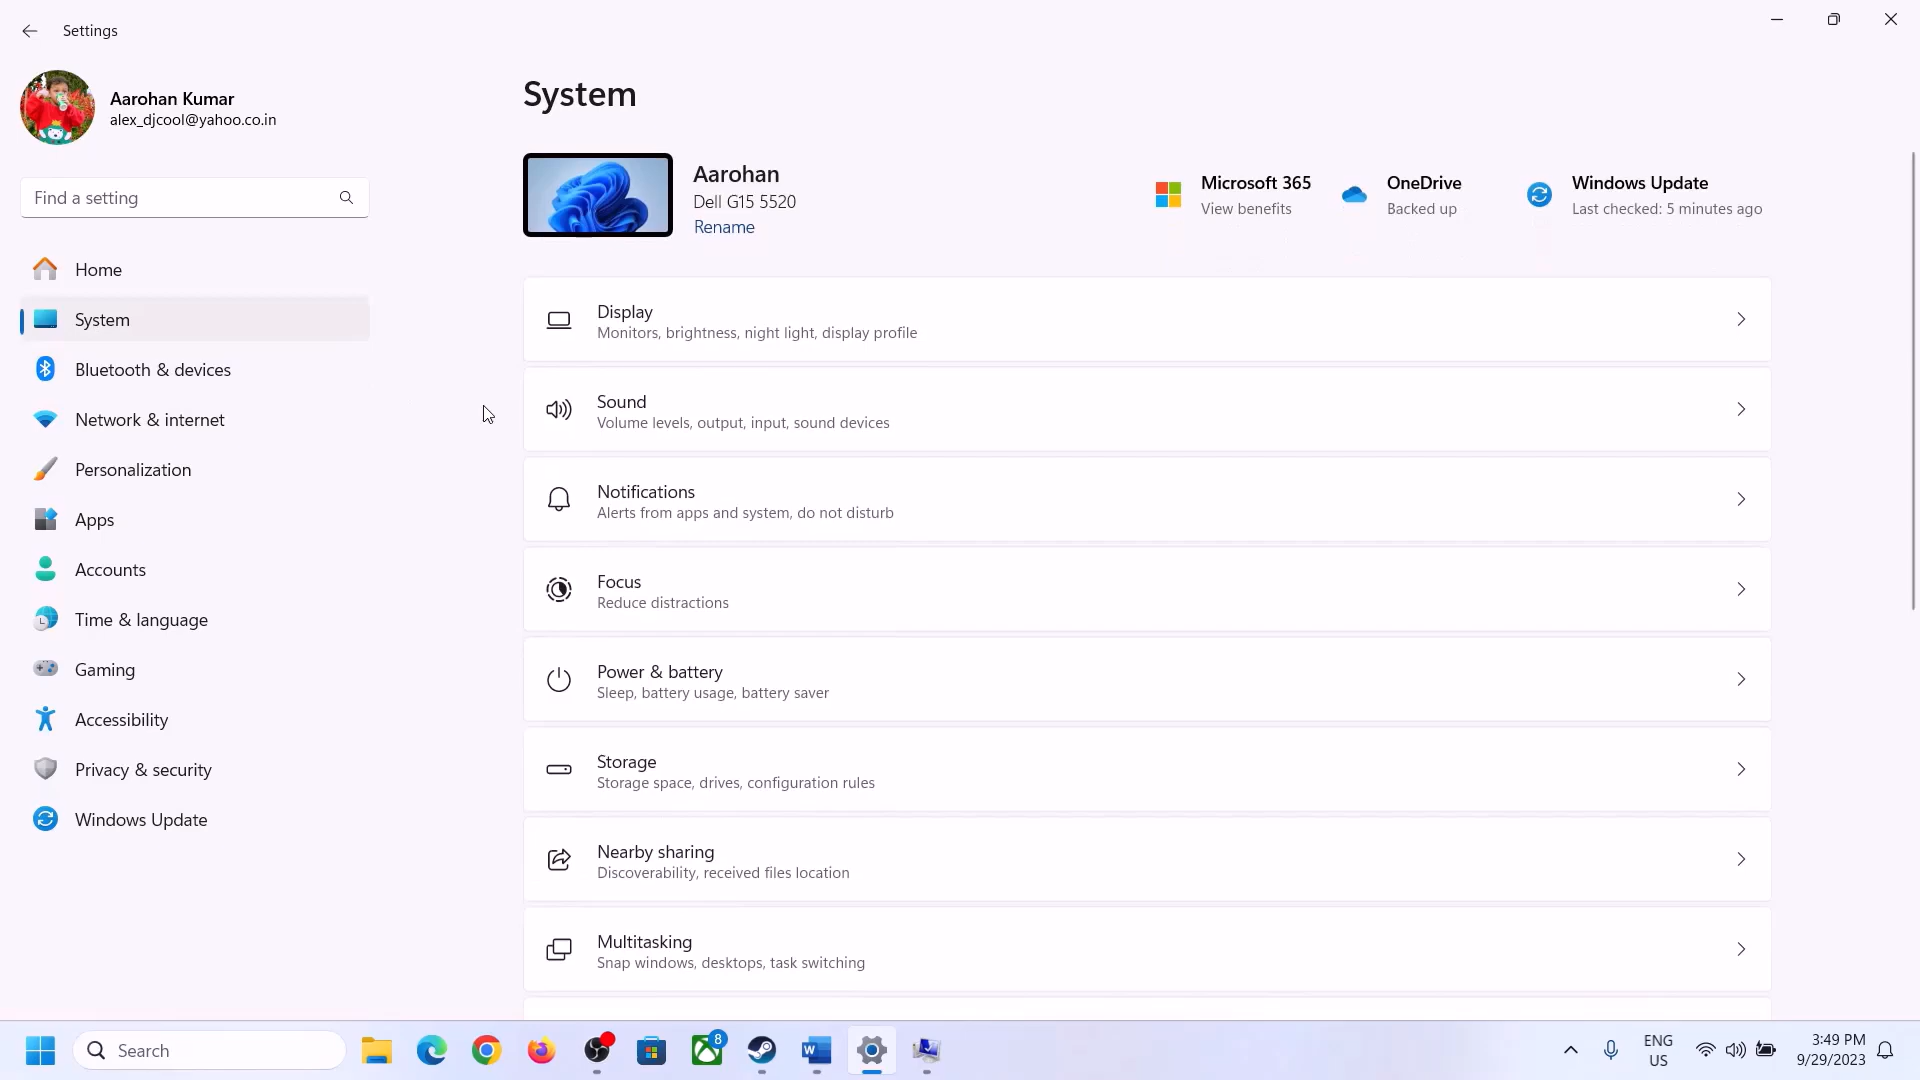 Settings
Aarohan Kumar
alex_djcool@yahoo.co.in
Find a setting
Home
System
Bluetooth & devices
Network & internet
Personalization
Apps
Accounts
Time & language
Gaming
Accessibility
Privacy & security
Windows Update
System
Aarohan
Dell G15 5520
Rename
Microsoft 365
View benefits
OneDrive
Backed up
Windows Update
Last checked: 5 minutes ago
Display
Monitors, brightness, night light, display profile
Sound
Volume levels, output, input, sound devices
Notifications
Alerts from apps and system, do not disturb
Focus
Reduce distractions
Power & battery
Sleep, battery usage, battery saver
Storage
Storage space, drives, configuration rules
Nearby sharing
Discoverability, received files location
Multitasking
Snap windows, desktops, task switching
Search
8
W
ENG
US
3:49 PM
9/29/2023